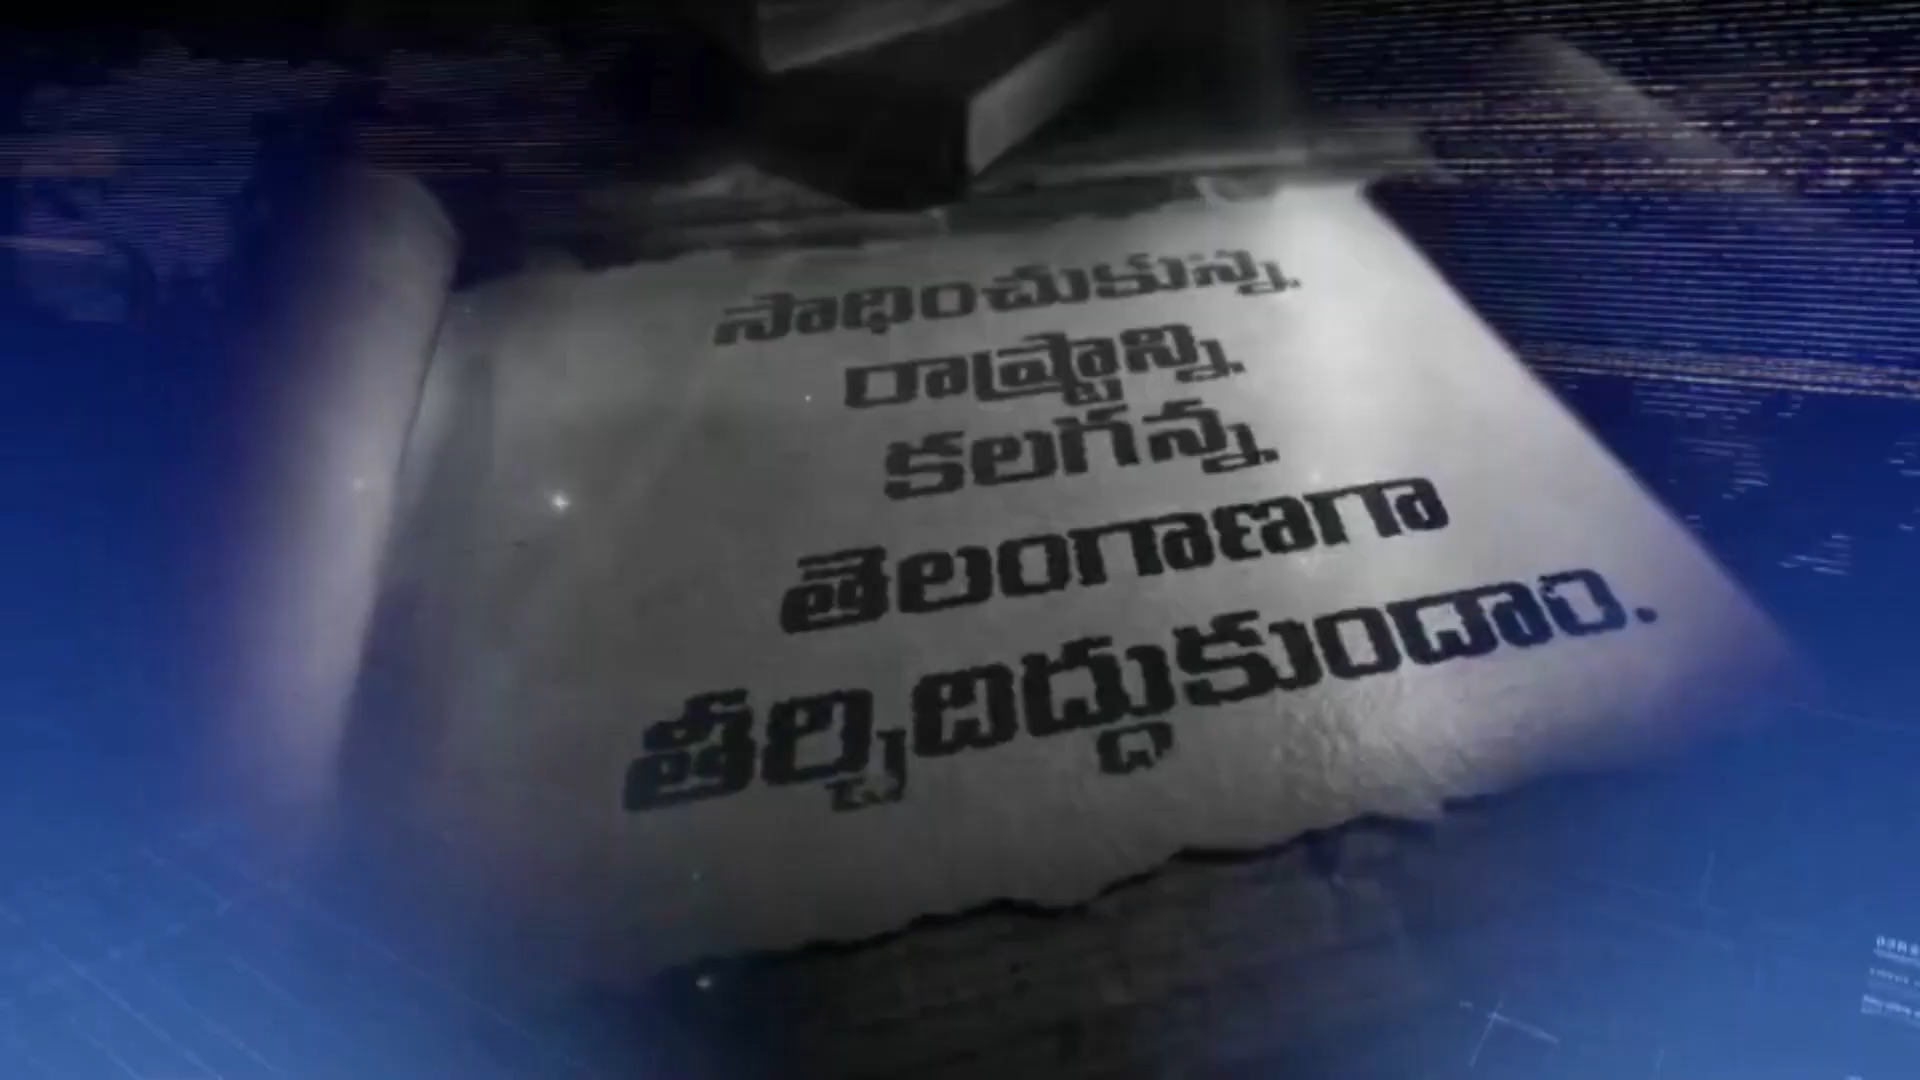 సాధించుకున్న
రాష్ట్రాన్ని
కలగన్న
తెలంగాణగా
తీర్చిదిద్దుకుందాం.